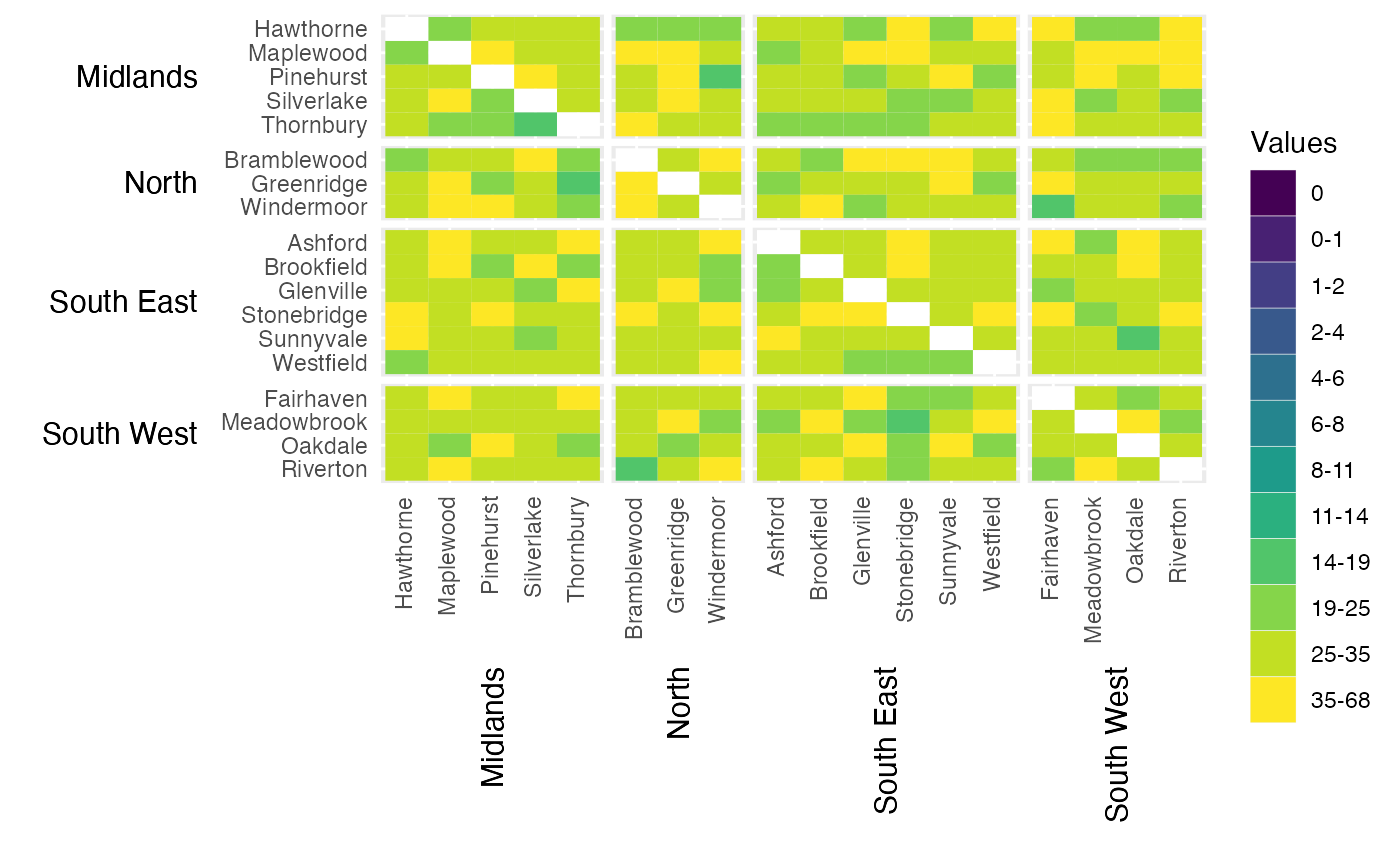 Midlands
Hawthorne
Maplewood
Pinehurst
Silverlake
Thornbury
North
Bramblewood
Greenridge
Windermoor
South East
Ashford
Brookfield
Glenville
Stonebridge
Sunnyvale
Westfield
South West
Fairhaven
Meadowbrook
Oakdale
Riverton
Hawthorne
Maplewood
Pinehurst
Silverlake
Thornbury
Bramblewood
Greenridge
Windermoor
Ashford
Brookfield
Glenville
Stonebridge
Sunnyvale
Westfield
Fairhaven
Meadowbrook
Oakdale
Riverton
Midlands
North
South East
South West
Values
0
0-1
1-2
2-4
4-6
6-8
8-11
11-14
14-19
19-25
25-35
35-68